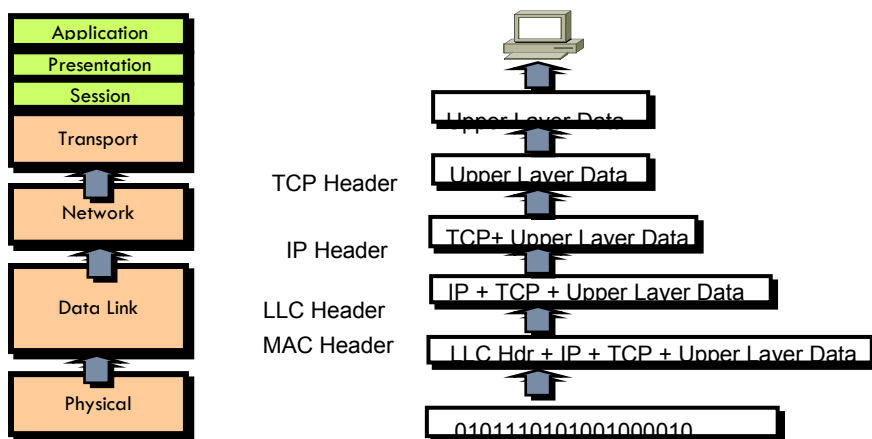 Application
Presentation
Session
Transport
Network
Data Link
Physical
TCP Header
IP Header
LLC Header
MAC Header
Upper Layer Data
Upper Layer Data
TCP+ Upper Layer Data
IP + TCP + Upper Layer Data
LLC Hdr + IP + TCP + Upper Layer Data
0101110101001000010